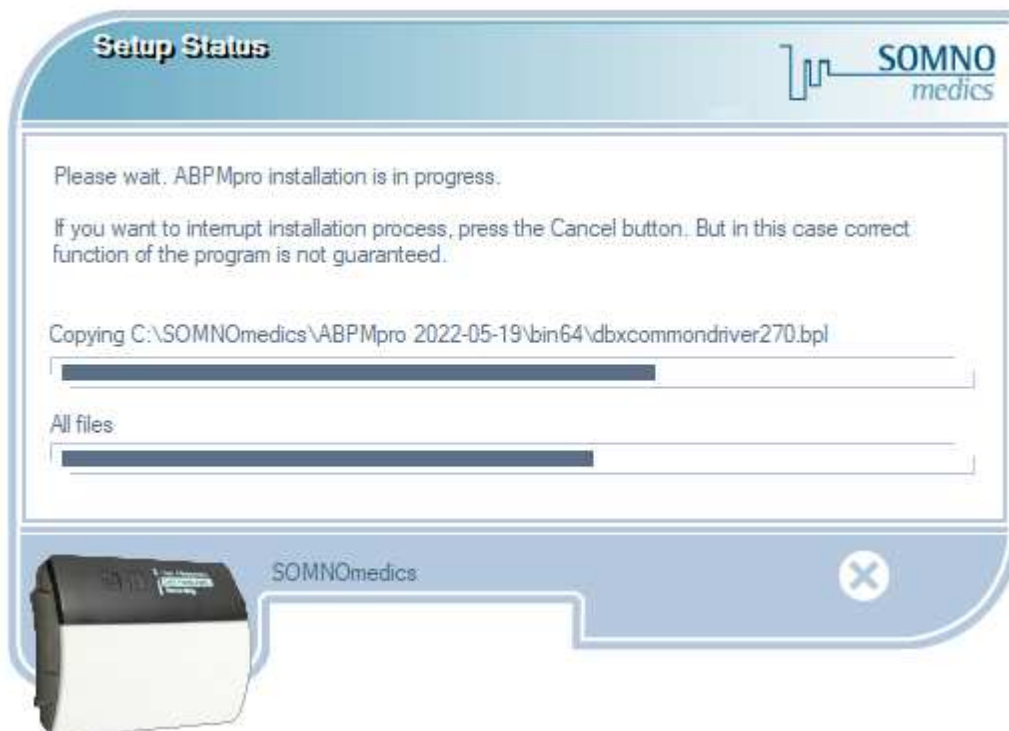 Setup Status
SOMNO
medics
Please wait. ABPMpro installation is in progress.
If you want to interrupt installation process, press the Cancel button. But in this case correct
function of the program is not guaranteed.
Copying C:\SOMNOmedics\ABPMpro 2022-05-19\bin64\dbxcommondriver270.bpl
All files
SOMNOmedics